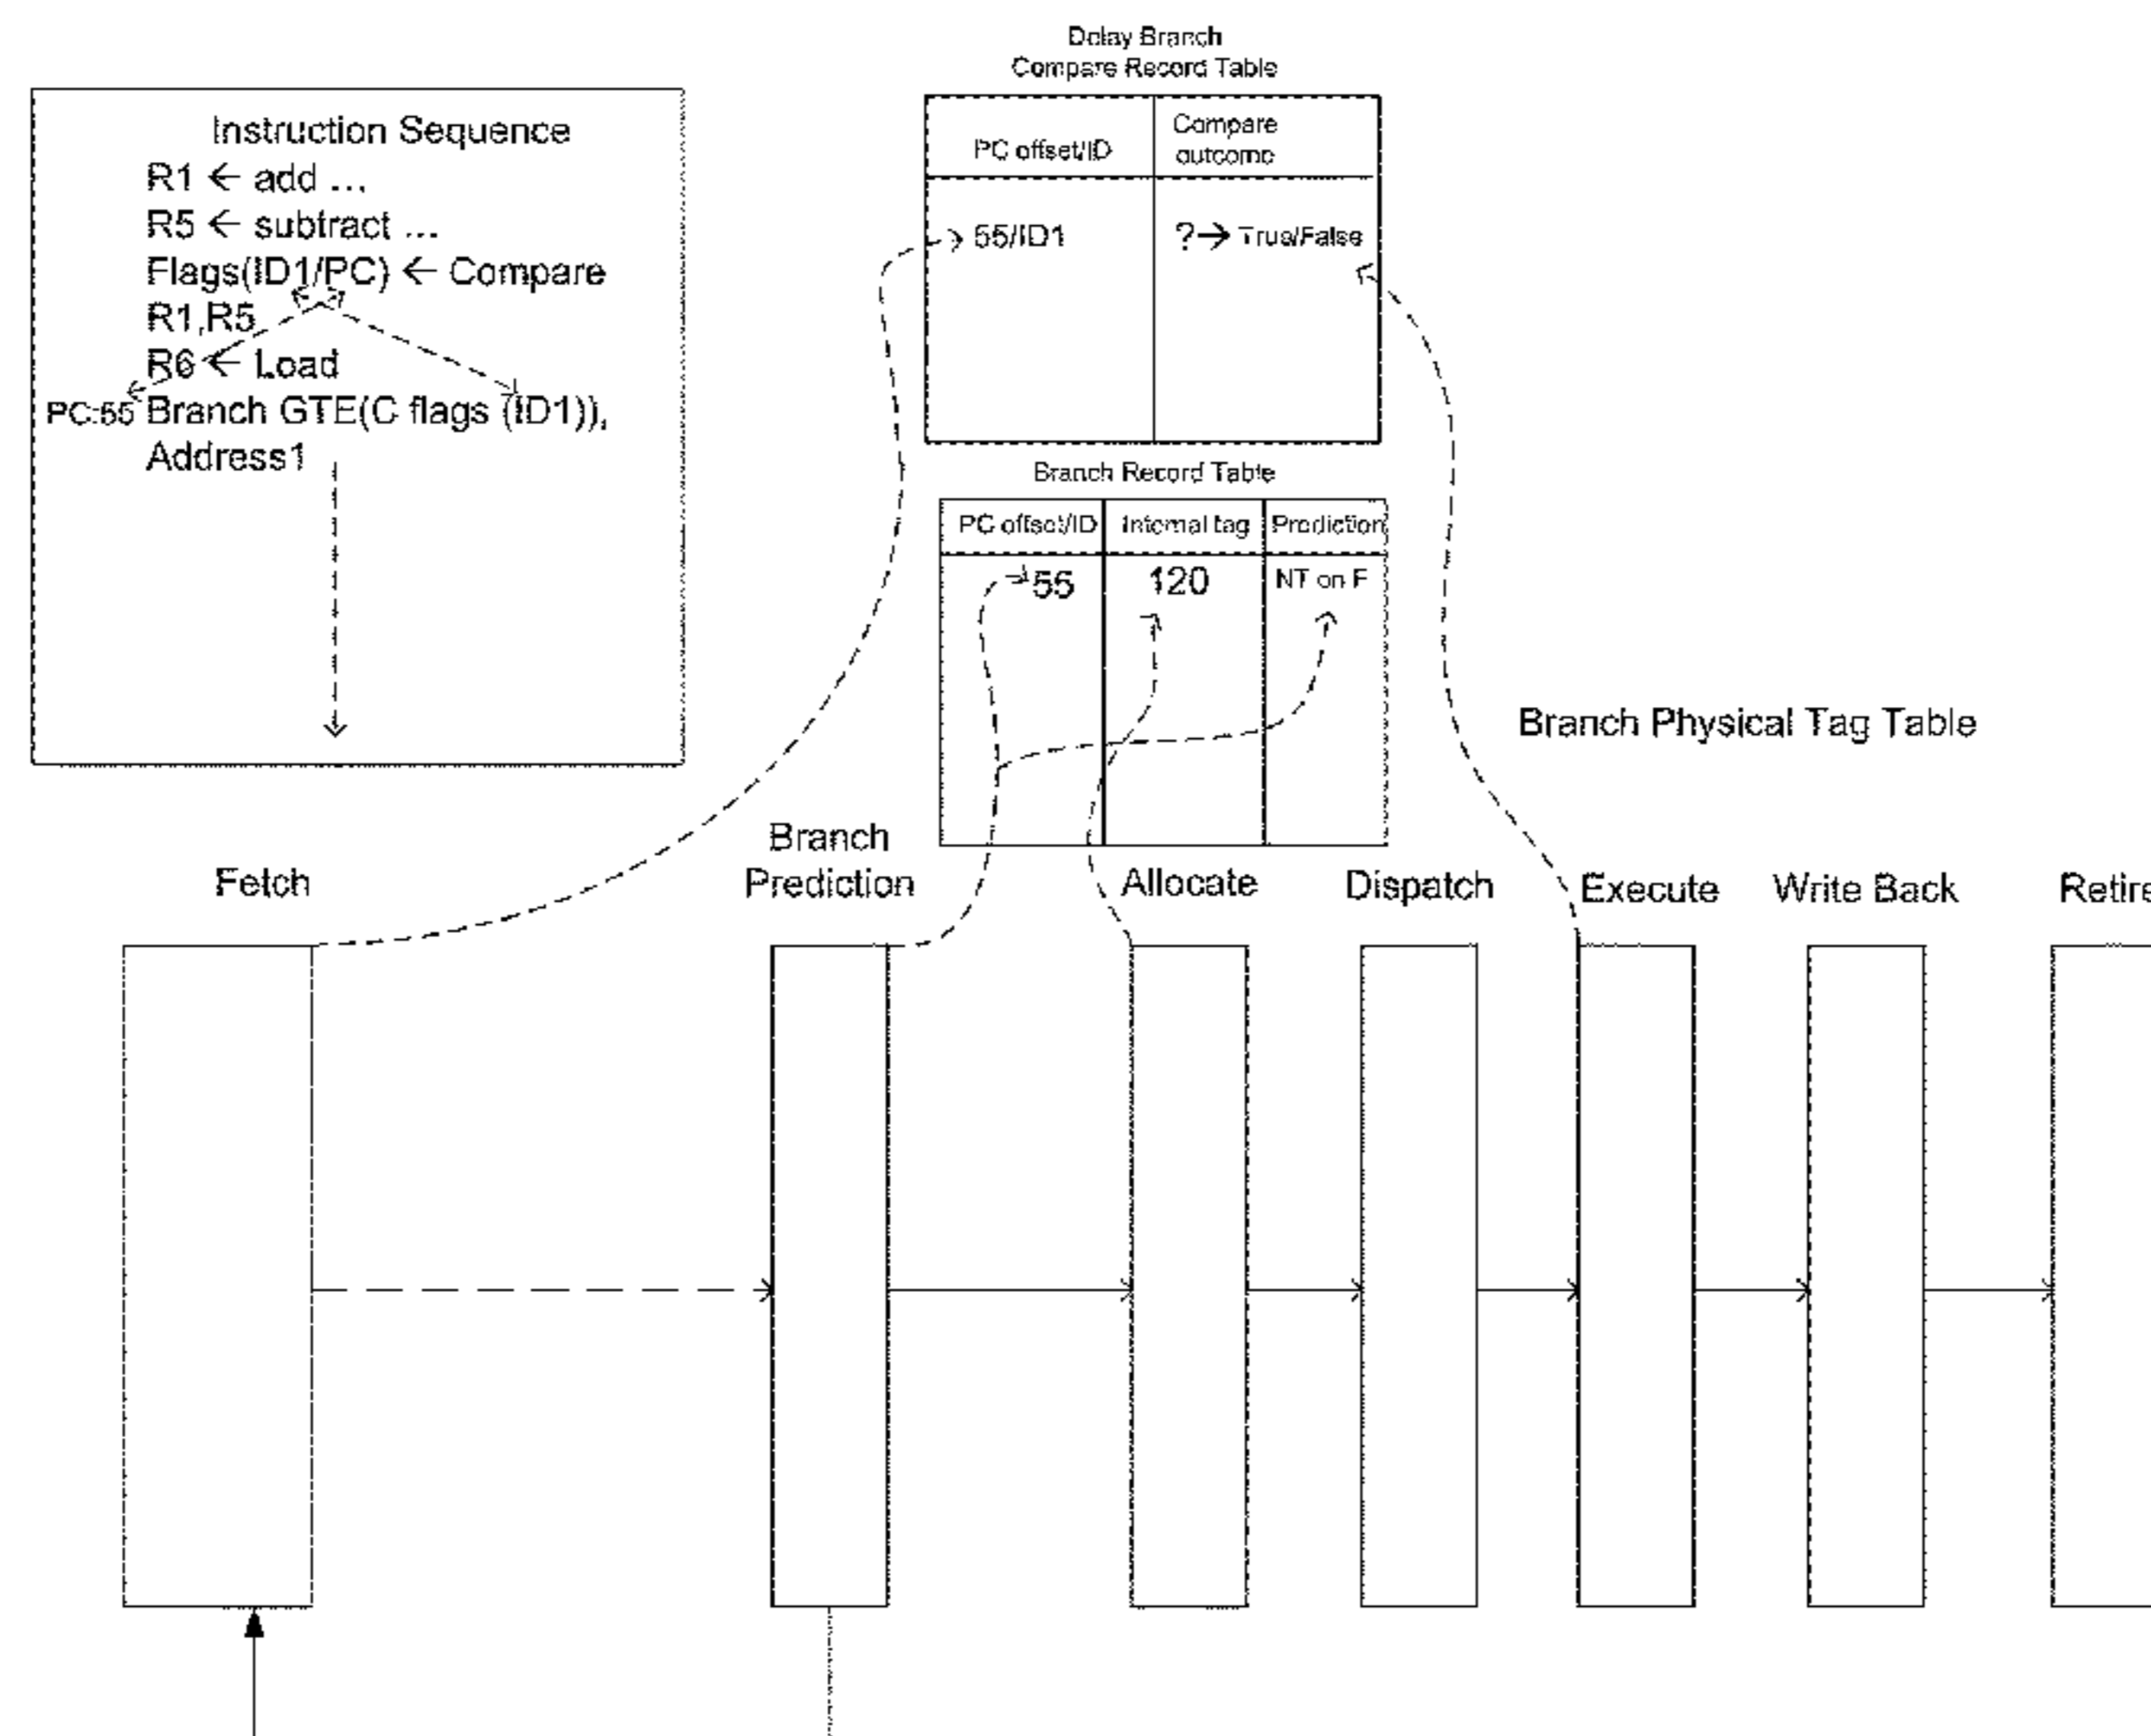 Delay Branch
Compare Record Table
PC offset/ID
Compare
outcome
55/ID1
?→ True/False
Instruction Sequence
R1 ← add ...
R5 ← subtract ...
Flags(ID1/PC) ← Compare
R1,R5
R6 ← Load
PC:55 Branch GTE(C flags (ID1)),
Address1
Branch Record Table
PC offset/ID Internal tag Prediction
55 120 NT on F
Branch Physical Tag Table
Fetch
Branch
Prediction
Allocate
Dispatch
Execute
Write Back
Retire